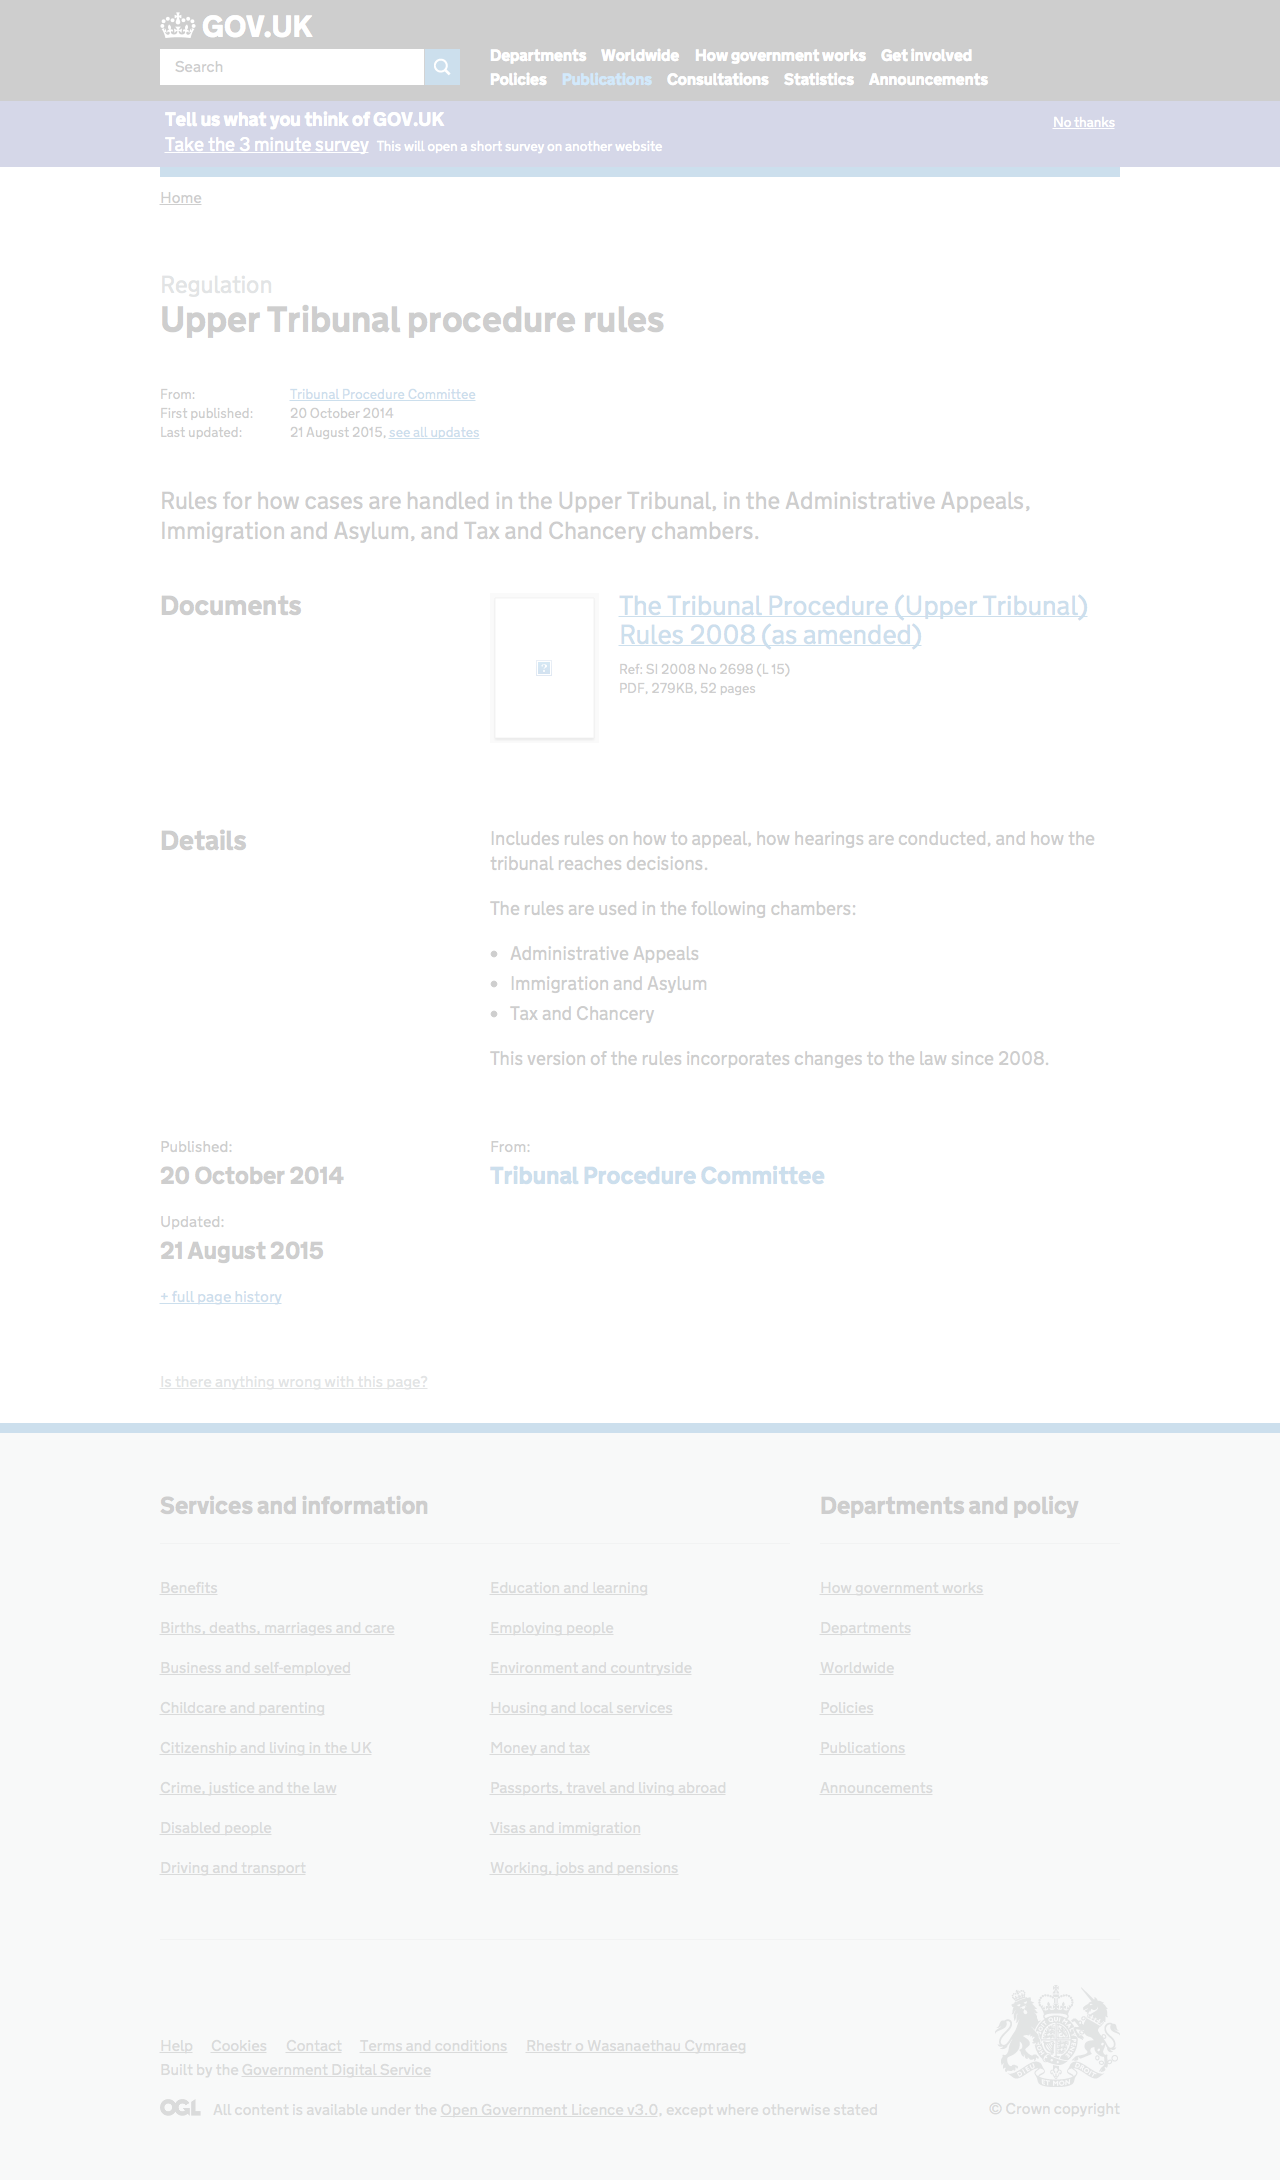 GOV.UK
Search
Departments Worldwide How government works Get involved
Policies Publications Consultations Statistics Announcements
Tell us what you think of GOV.UK
No thanks
Take the 3 minute survey This will open a short survey on another website
Home
Regulation
Upper Tribunal procedure rules
From: Tribunal Procedure Committee
First published: 20 October 2014
Last updated: 21 August 2015, see all updates
Rules for how cases are handled in the Upper Tribunal, in the Administrative Appeals,
Immigration and Asylum, and Tax and Chancery chambers.
Documents
The Tribunal Procedure (Upper Tribunal)
Rules 2008 (as amended)
Ref: SI 2008 No 2698 (L 15)
PDF, 279KB, 52 pages
Details
Includes rules on how to appeal, how hearings are conducted, and how the
tribunal reaches decisions.
The rules are used in the following chambers:
• Administrative Appeals
• Immigration and Asylum
• Tax and Chancery
This version of the rules incorporates changes to the law since 2008.
Published:
20 October 2014
Updated:
21 August 2015
+ full page history
From:
Tribunal Procedure Committee
Is there anything wrong with this page?
Services and information
Benefits
Births, deaths, marriages and care
Business and self-employed
Childcare and parenting
Citizenship and living in the UK
Crime, justice and the law
Disabled people
Driving and transport
Education and learning
Employing people
Environment and countryside
Housing and local services
Money and tax
Passports, travel and living abroad
Visas and immigration
Working, jobs and pensions
Departments and policy
How government works
Departments
Worldwide
Policies
Publications
Announcements
Help Cookies Contact Terms and conditions Rhestr o Wasanaethau Cymraeg
Built by the Government Digital Service
OGL All content is available under the Open Government Licence v3.0, except where otherwise stated
© Crown copyright